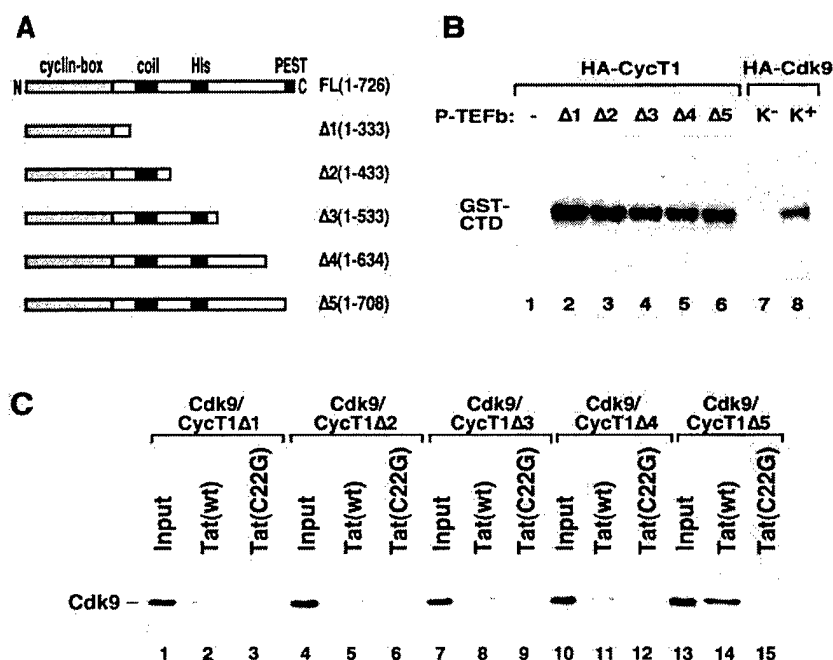 A
cyclin-box coil His PEST
N C FL(1-726)
Δ1(1-333)
Δ2(1-433)
Δ3(1-533)
Δ4(1-634)
Δ5(1-708)
B
HA-CycT1 HA-Cdk9
P-TEFb: - Δ1 Δ2 Δ3 Δ4 Δ5 K- K+
GST-
CTD
1 2 3 4 5 6 7 8
C
Cdk9/ Cdk9/ Cdk9/ Cdk9/ Cdk9/
CycT1Δ1 CycT1Δ2 CycT1Δ3 CycT1Δ4 CycT1Δ5
Input Tat(wt) Tat(C22G) Input Tat(wt) Tat(C22G) Input Tat(wt) Tat(C22G) Input Tat(wt) Tat(C22G) Input Tat(wt) Tat(C22G)
Cdk9 –
1 2 3 4 5 6 7 8 9 10 11 12 13 14 15